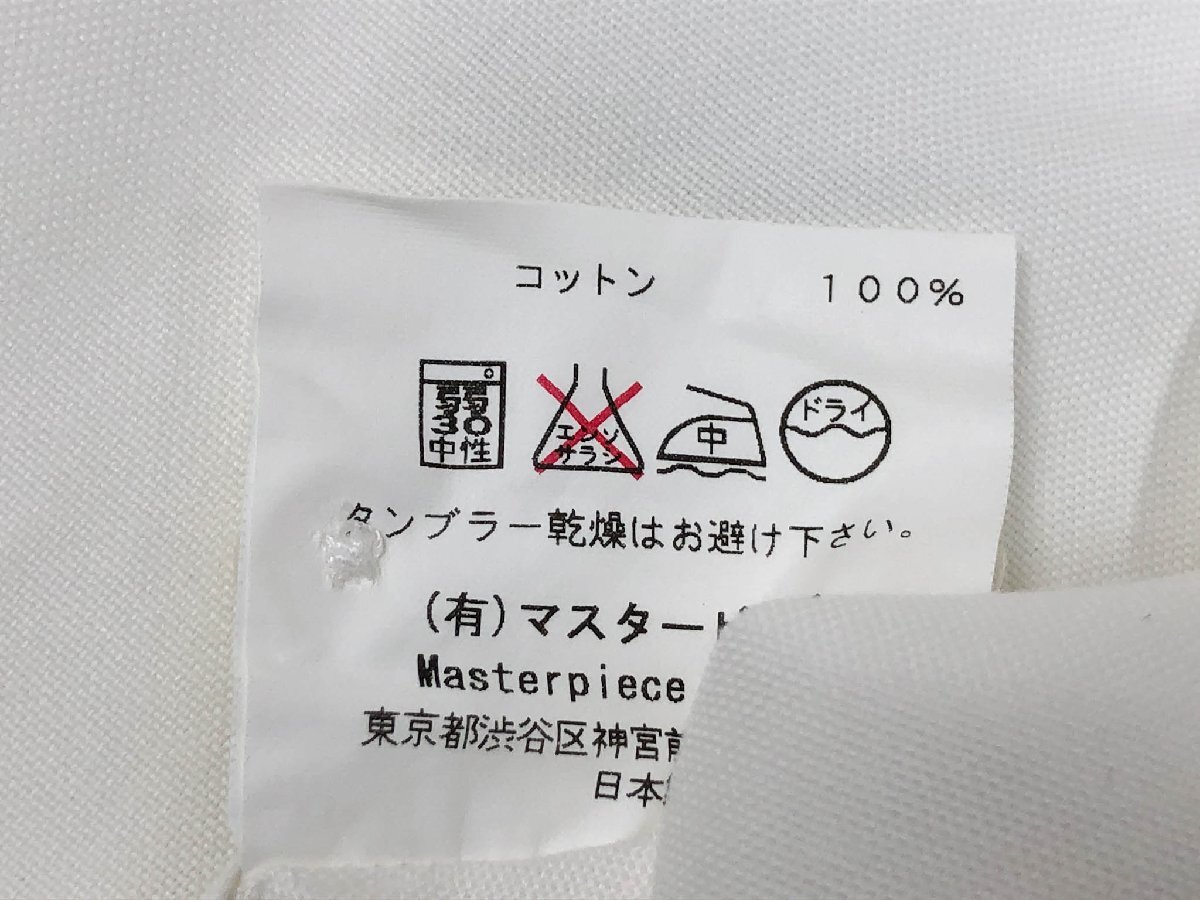 コットン 100%
弱
30
中性
エンソ
サラシ
中
ドライ
タンブラー乾燥はお避け下さい。
(有)マスター
Masterpiece
東京都渋谷区神宮前
日本